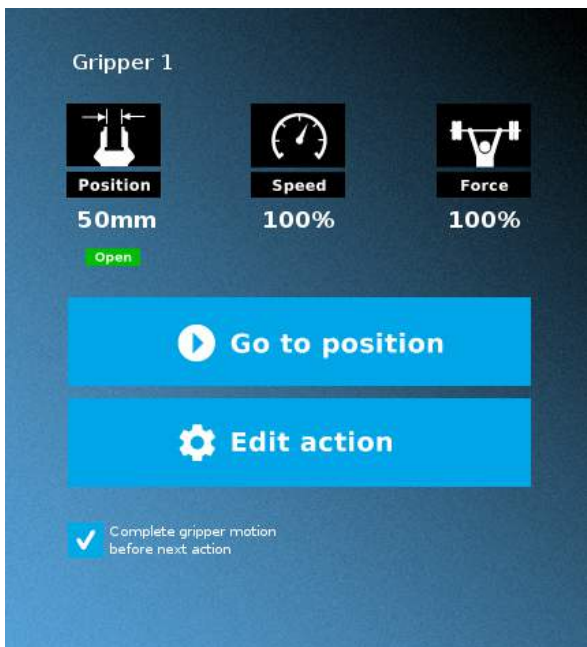 Gripper 1
Position Speed Force
50mm 100% 100%
Open
Go to position
Edit action
Complete gripper motion
before next action